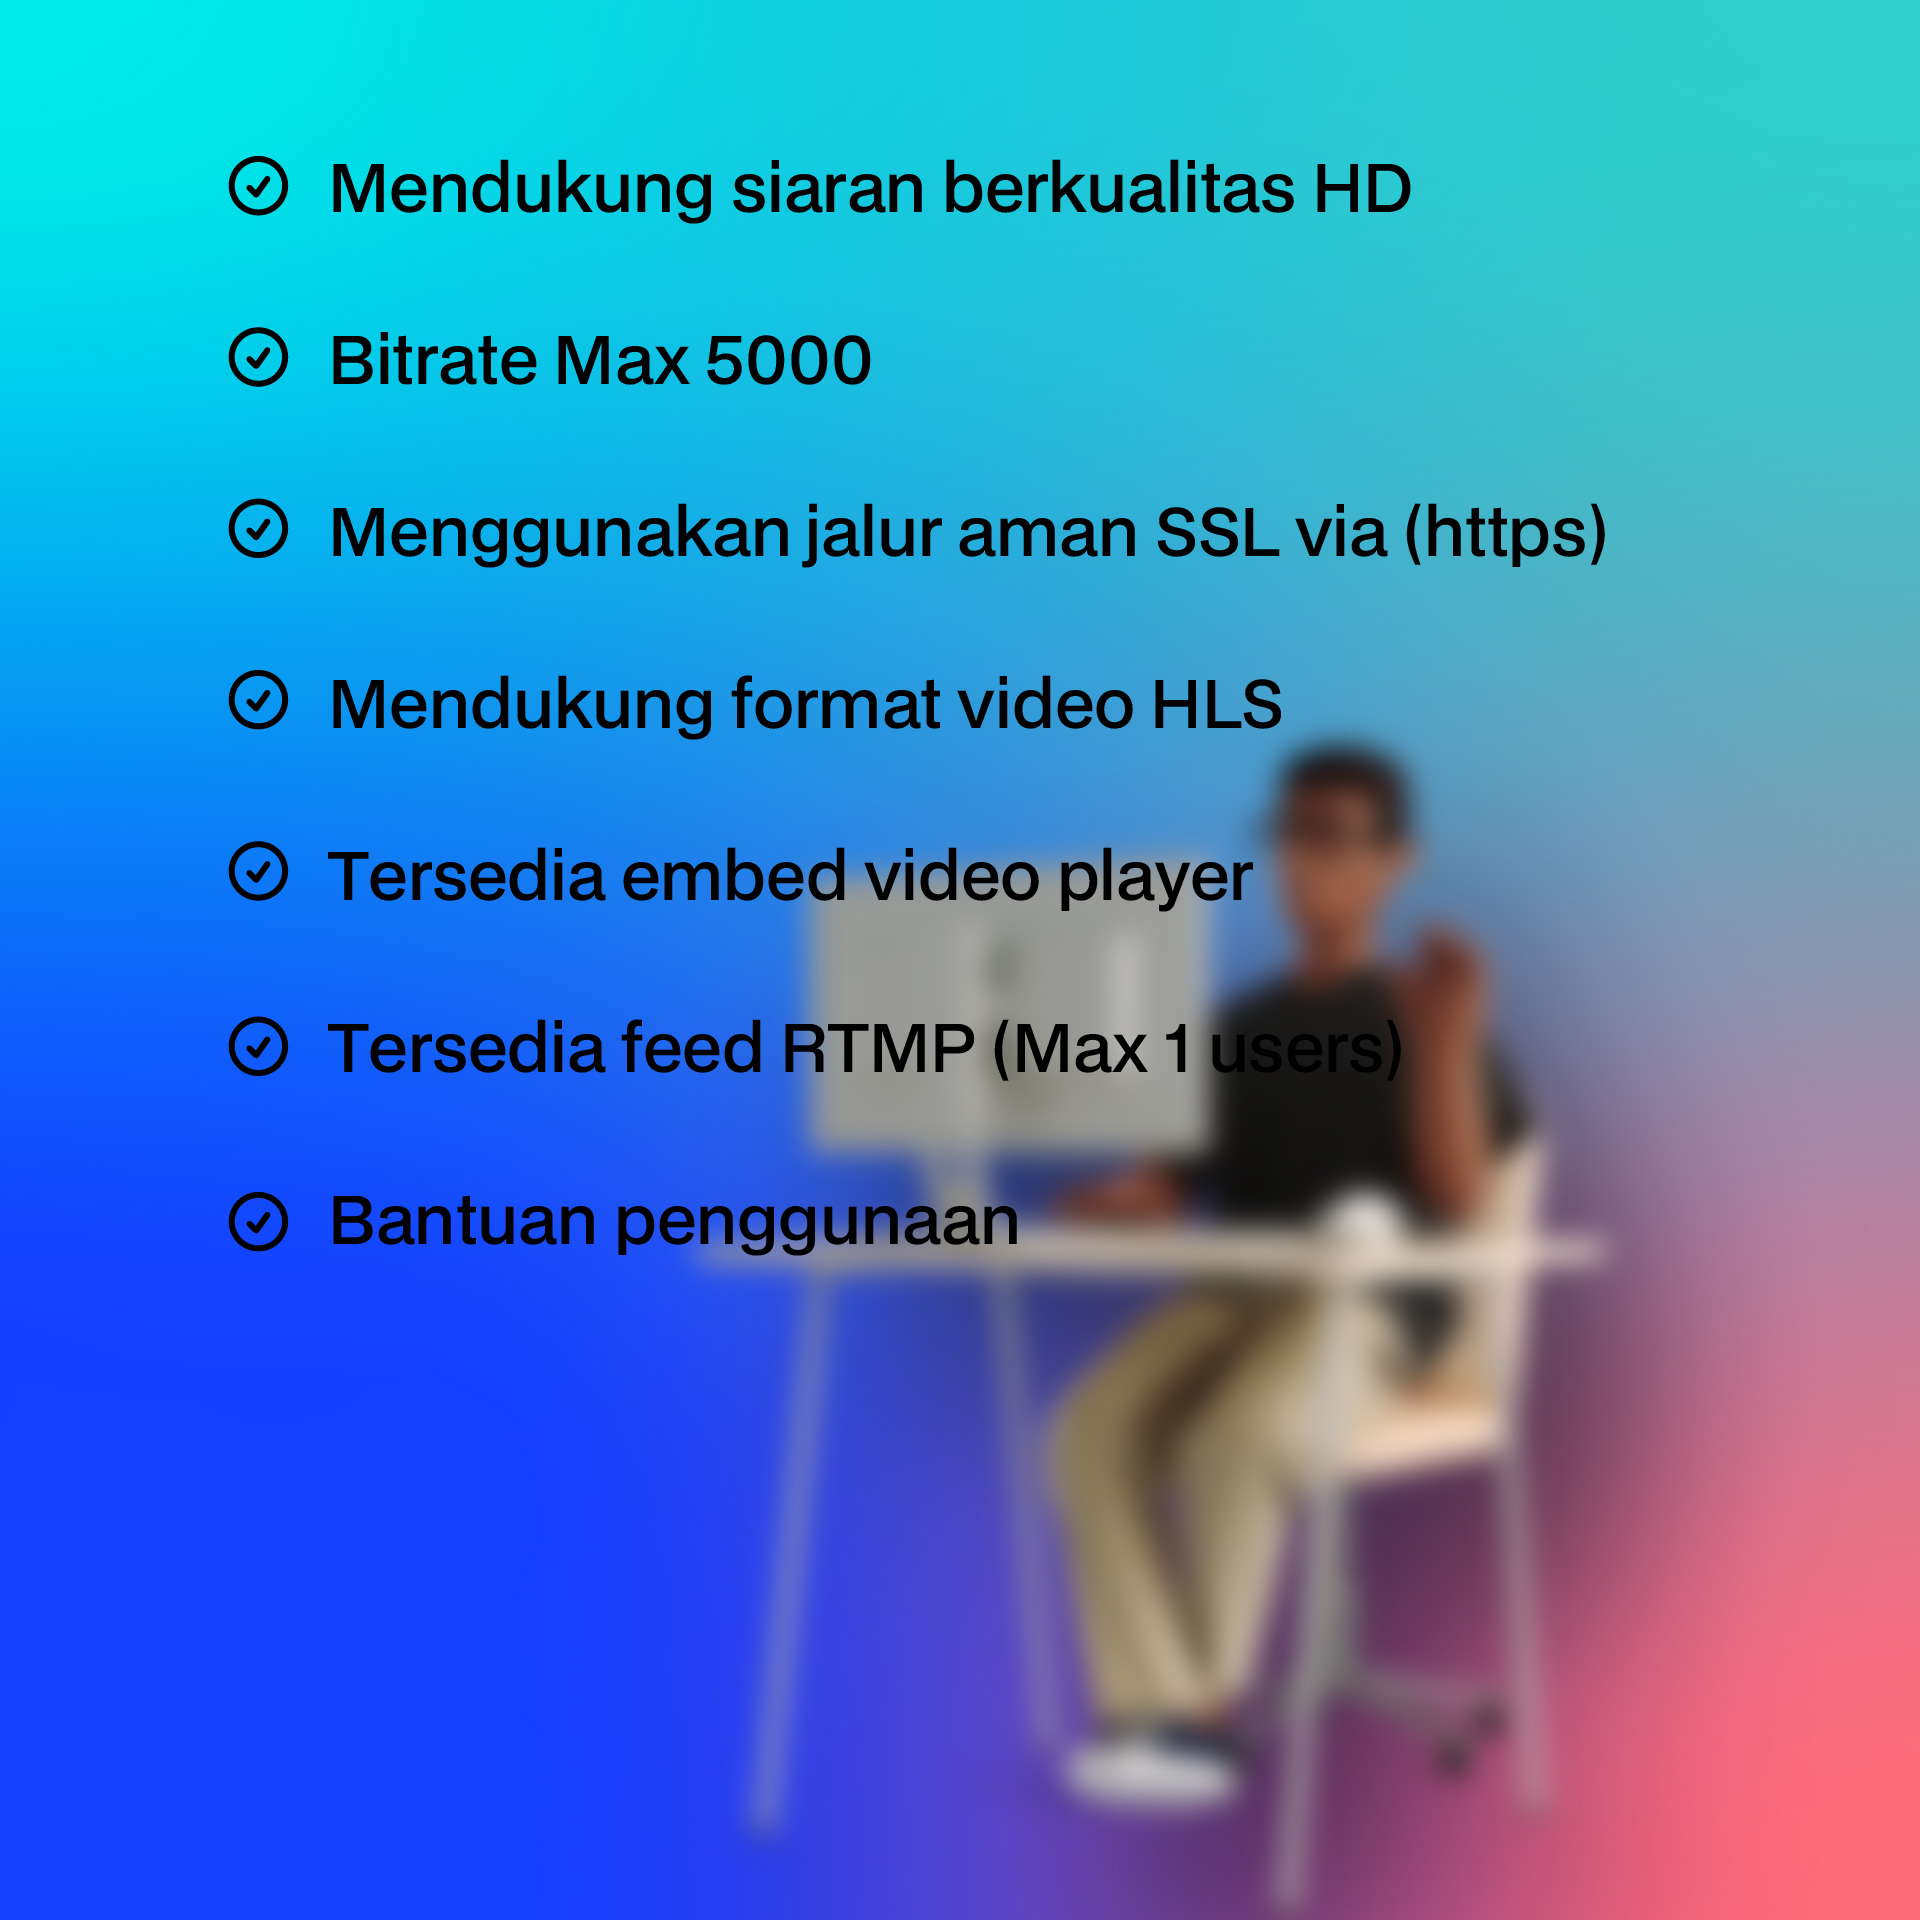 Mendukung siaran berkualitas HD
Bitrate Max 5000
Menggunakan jalur aman SSL via (https)
Mendukung format video HLS
Tersedia embed video player
Tersedia feed RTMP (Max 1 users)
Bantuan penggunaan